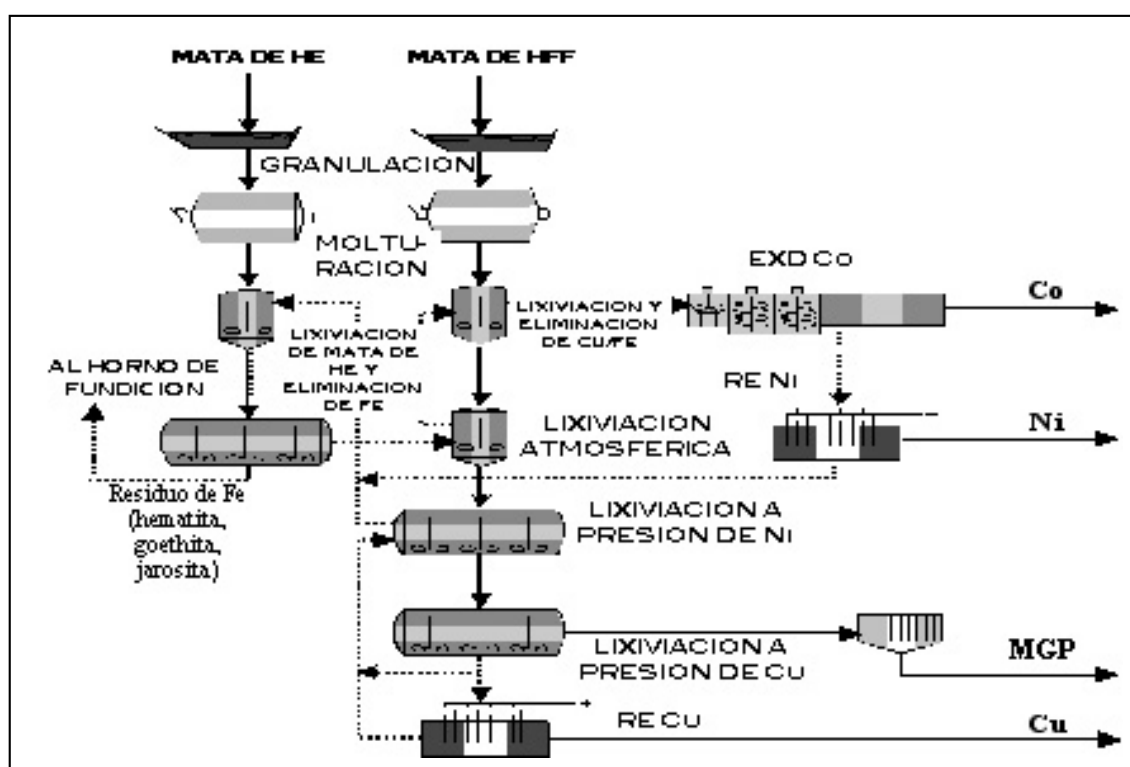 MATA DE HE
MATA DE HFF
GRANULACION
MOLTU-
RACION
EXD CO
Co
LIXIVIACION Y
ELIMINACION
DE CU/FE
LIXIVIACION
DE MATA DE
HE Y
ELIMINACION
DE FE
AL HORNO DE
FUNDICION
RE NI
Ni
LIXIVIACION
ATMOSFERICA
Residuo de Fe
(hematita,
goethita,
jarosita)
LIXIVIACION A
PRESION DE NI
LIXIVIACION A
PRESION DE CU
MGP
RE CU
Cu